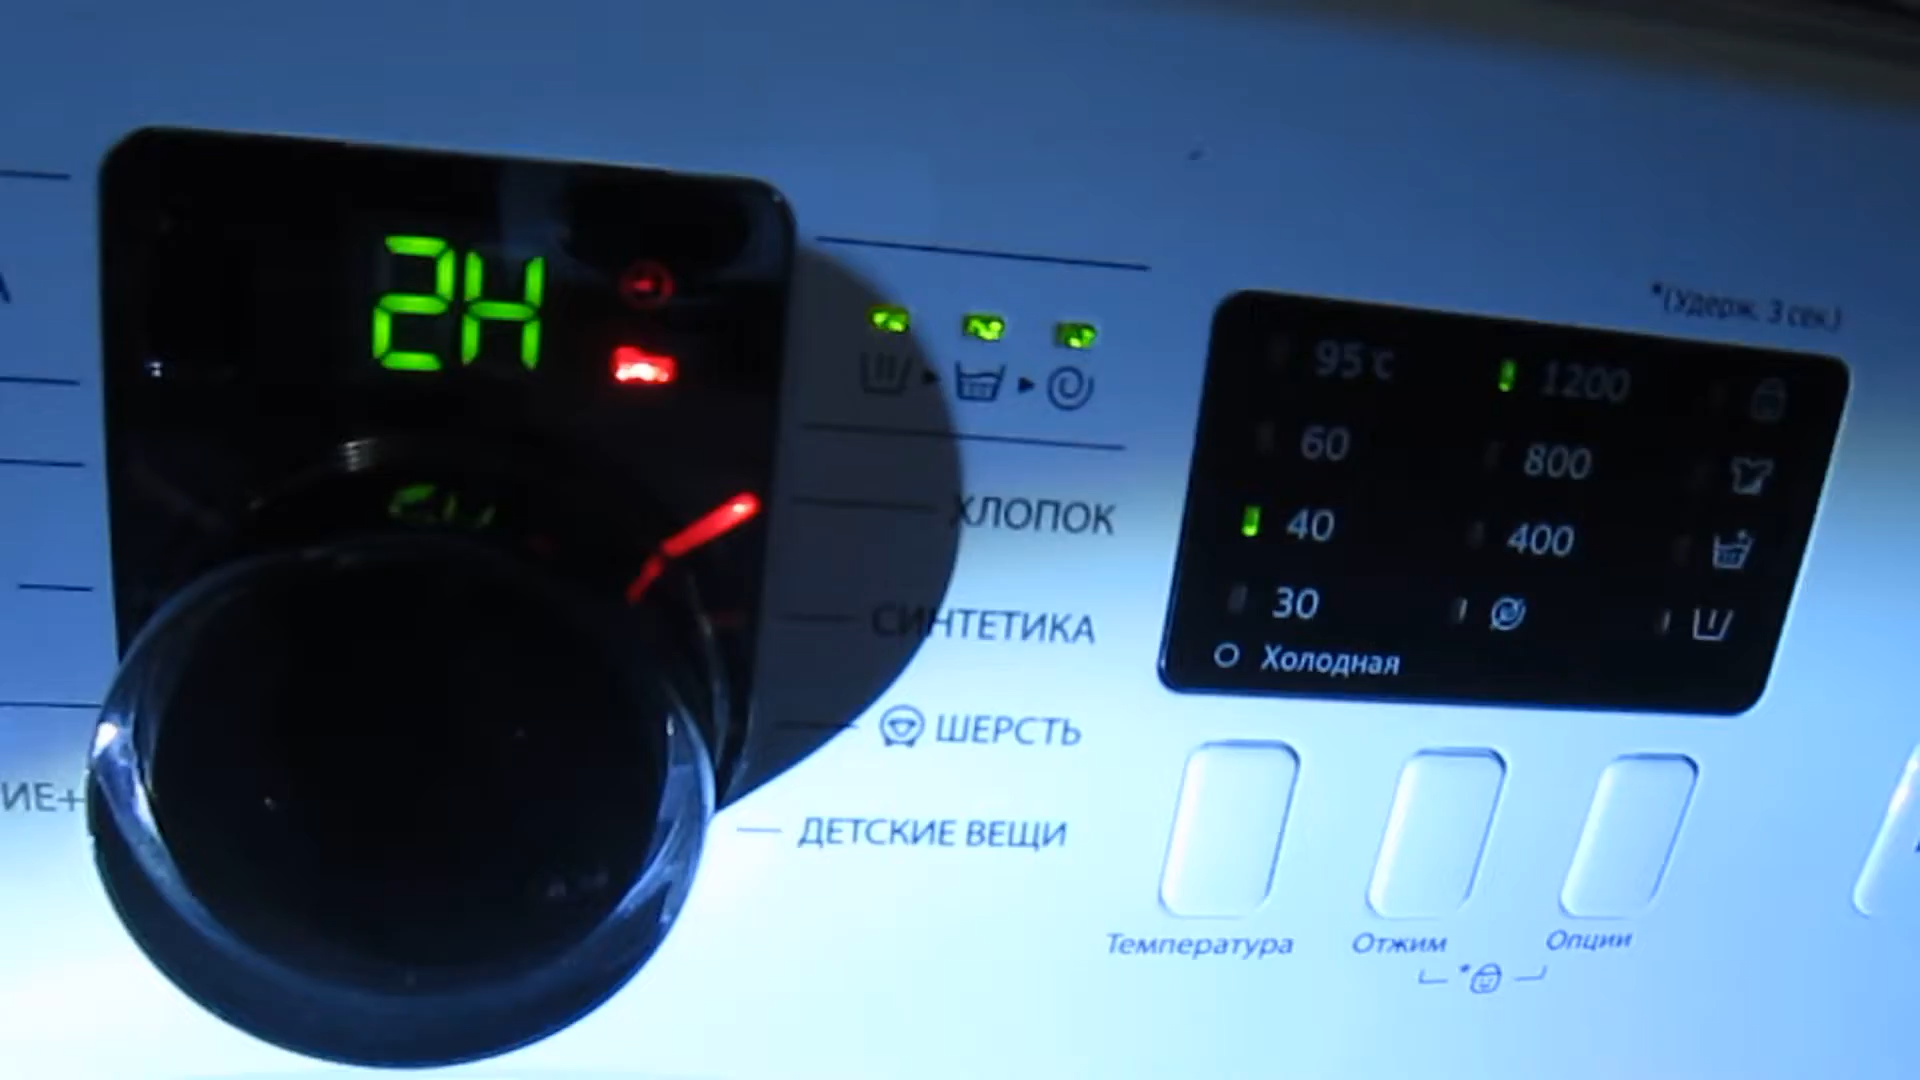 2H
*(Удерж. 3 сек)
95℃
1200
60
800
ХЛОПОК
40
400
СИНТЕТИКА
30
Холодная
ШЕРСТЬ
ИЕ+
ДЕТСКИЕ ВЕЩИ
Температура
Отжим
Опции
*